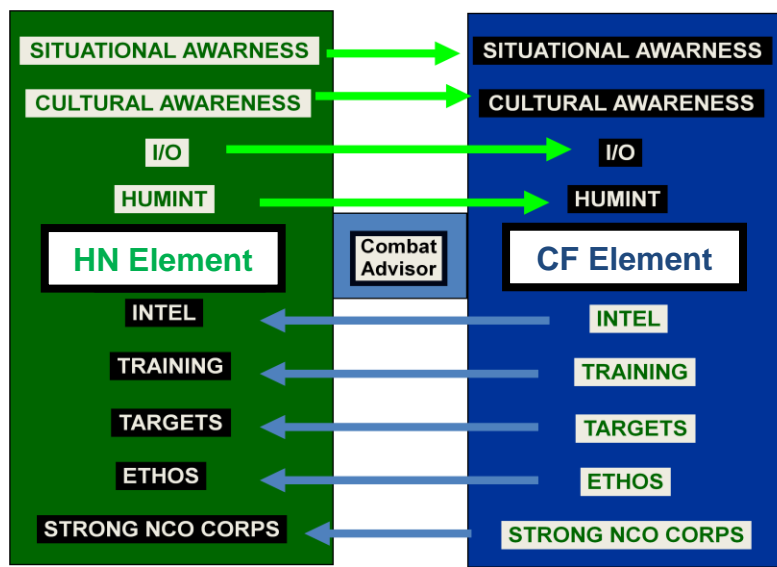 SITUATIONAL AWARNESS
SITUATIONAL AWARNESS
CULTURAL AWARENESS
CULTURAL AWARENESS
I/O
I/O
HUMINT
HUMINT
HN Element
Combat
Advisor
CF Element
INTEL
INTEL
TRAINING
TRAINING
TARGETS
TARGETS
ETHOS
ETHOS
STRONG NCO CORPS
STRONG NCO CORPS